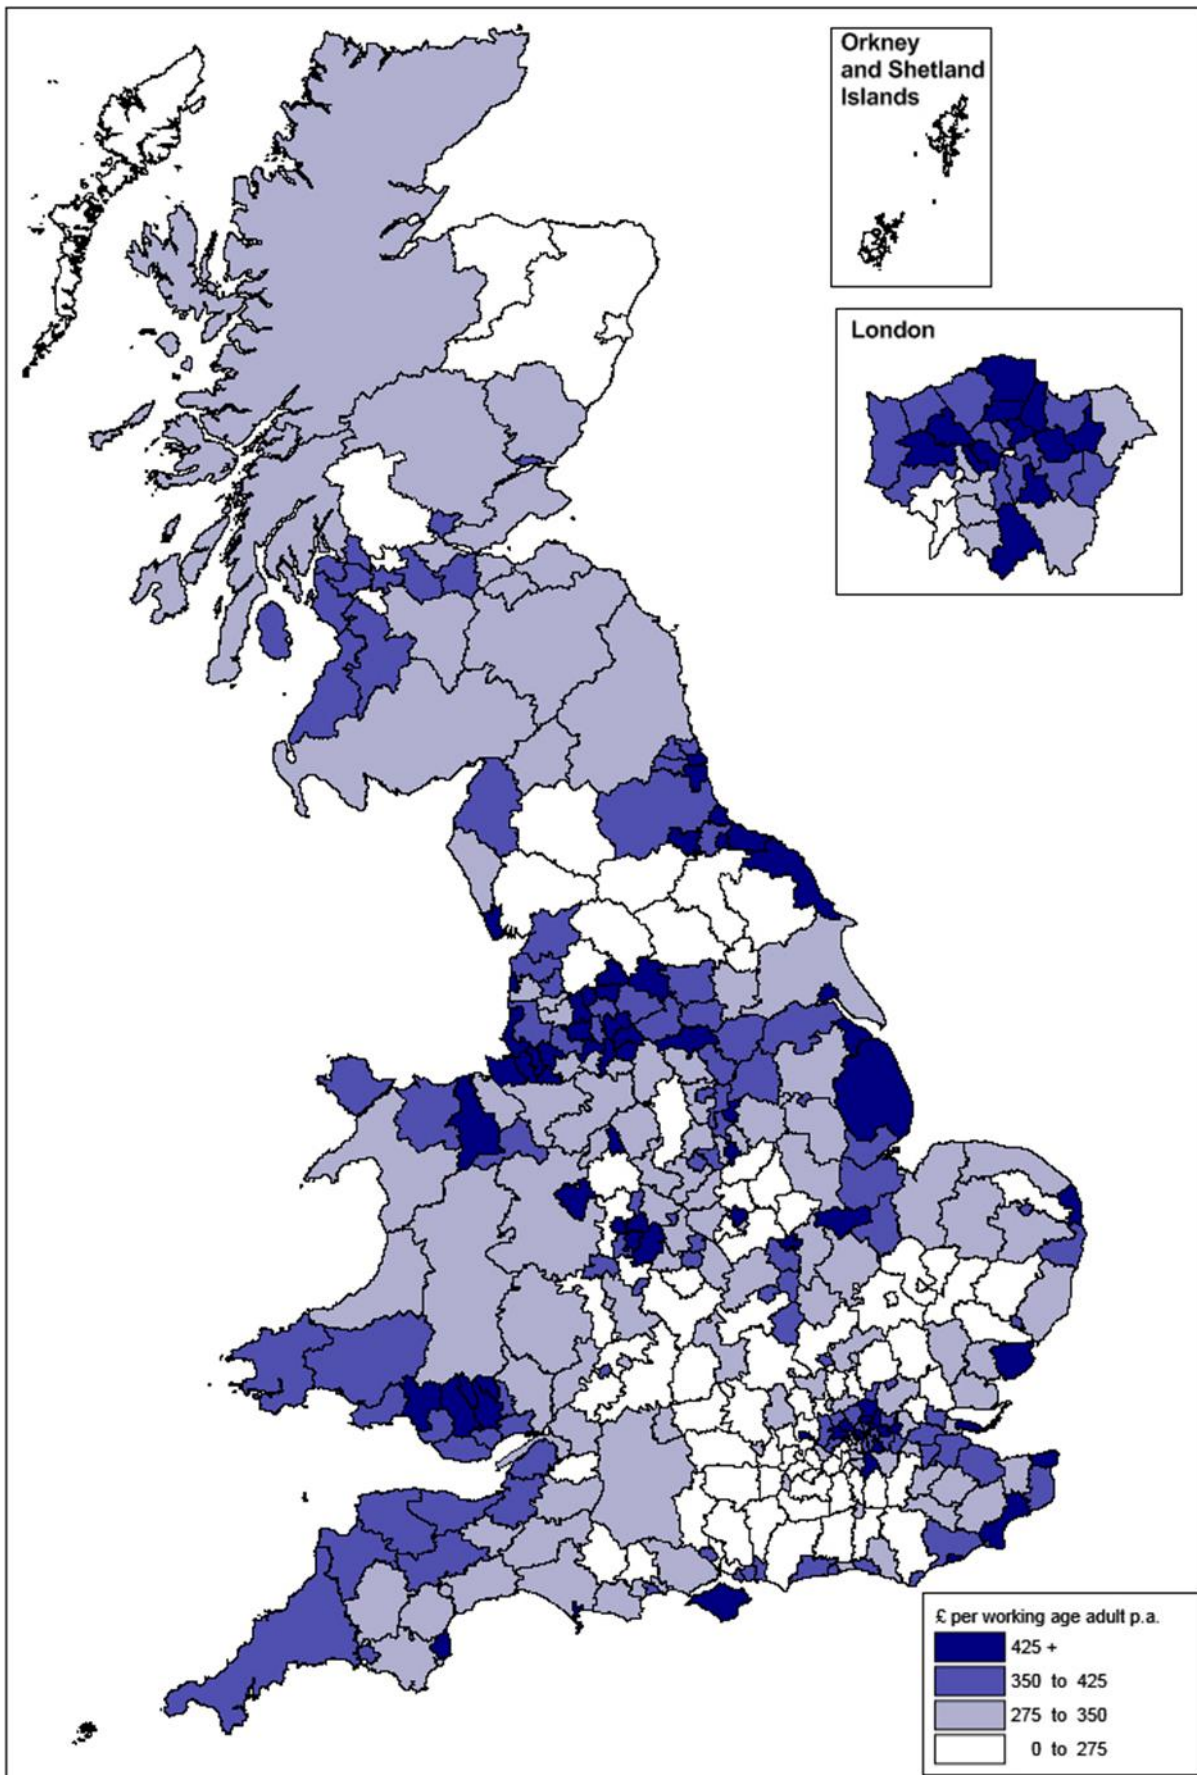 Orkney
and Shetland
Islands
London
£ per working age adult p.a.
425 +
350 to 425
275 to 350
0 to 275